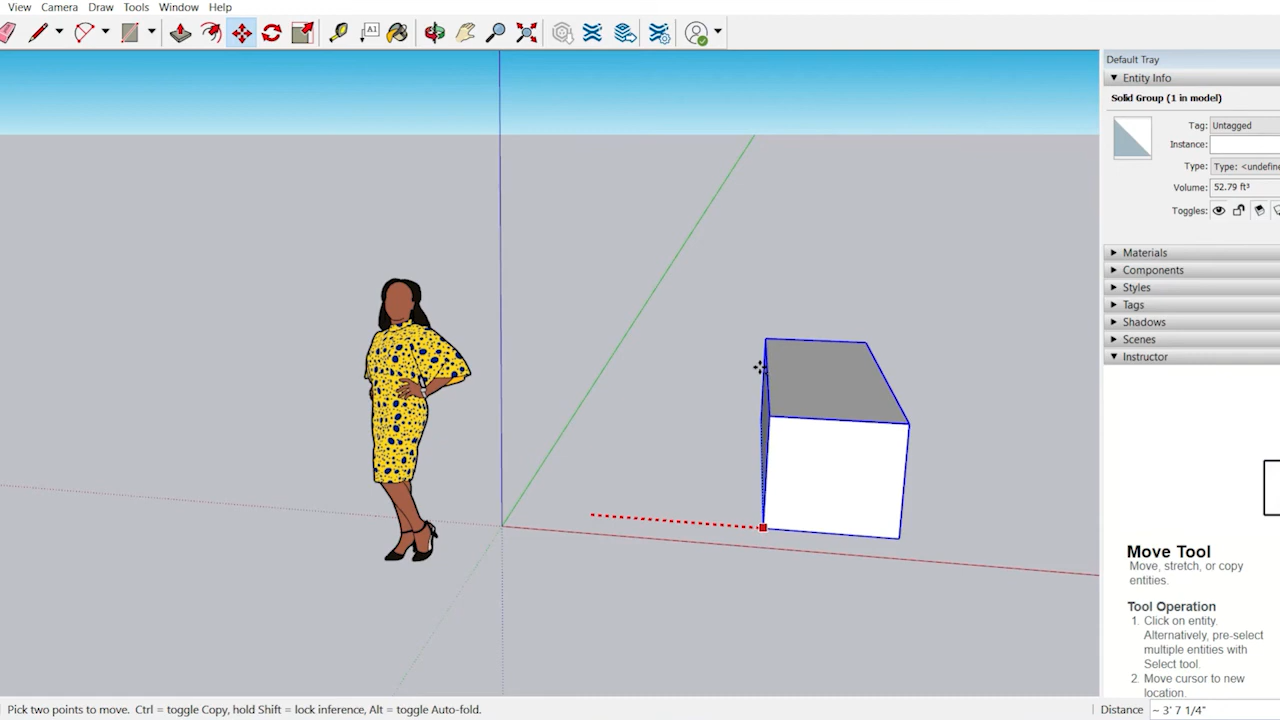 View Camera Draw Tools Window Help
A1
Default Tray
Entity Info
Solid Group (1 in model)
Tag: Untagged
Instance:
Type: Type: <undefine
Volume: 52.79 ft³
Toggles:
Materials
Components
Styles
Tags
Shadows
Scenes
Instructor
Move Tool
Move, stretch, or copy
entities.
Tool Operation
1. Click on entity.
Alternatively, pre-select
multiple entities with
Select tool.
2. Move cursor to new
location.
Pick two points to move. Ctrl = toggle Copy, hold Shift = lock inference, Alt = toggle Auto-fold.
Distance ~ 3' 7 1/4"